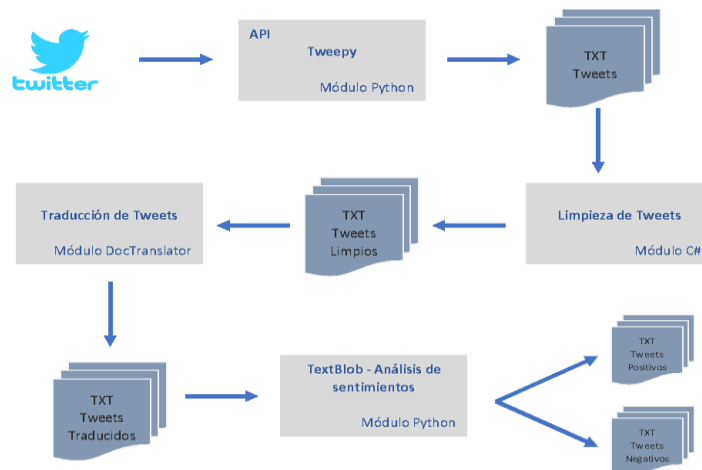 twitter
API
Tweepy
Módulo Python
TXT
Tweets
Limpieza de Tweets
Módulo C#
TXT
Tweets
Limpios
Traducción de Tweets
Módulo DocTranslator
TXT
Tweets
Traducidos
TextBlob - Análisis de
sentimientos
Módulo Python
TXT
Tweets
Positivos
TXT
Tweets
Negativos